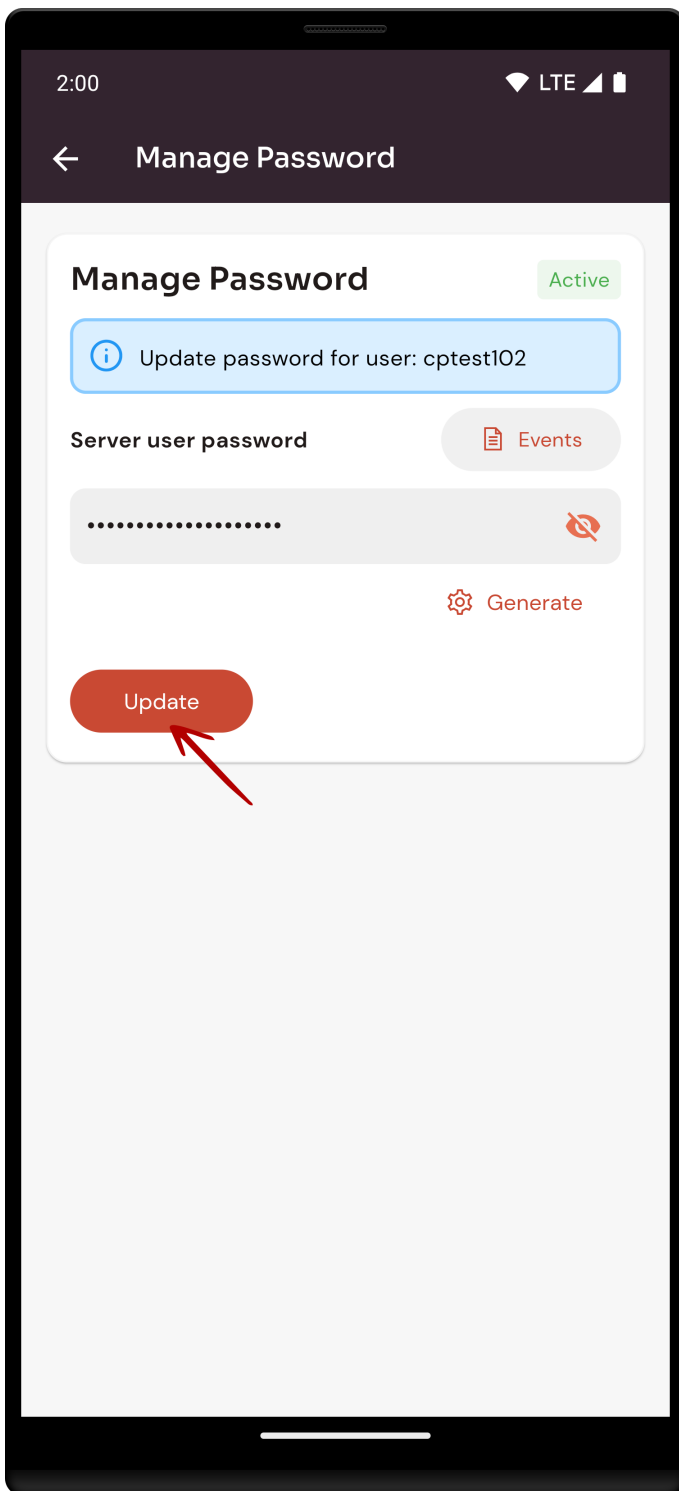 2:00 LTE
Manage Password
Manage Password Active
Update password for user: cptest102
Server user password Events
••••••••••••••••••••
Generate
Update